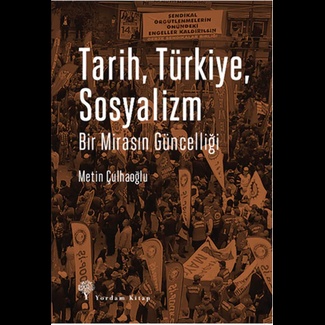 SENDİKAL
ÖRGÜTLENMELERİN
ÖNÜNDEKİ
ENGELLER KALDIRILSIN
Tarih, Türkiye,
Sosyalizm
Bir Mirasın Güncelliği
Metin Çulhaoğlu
Yordam Kitap